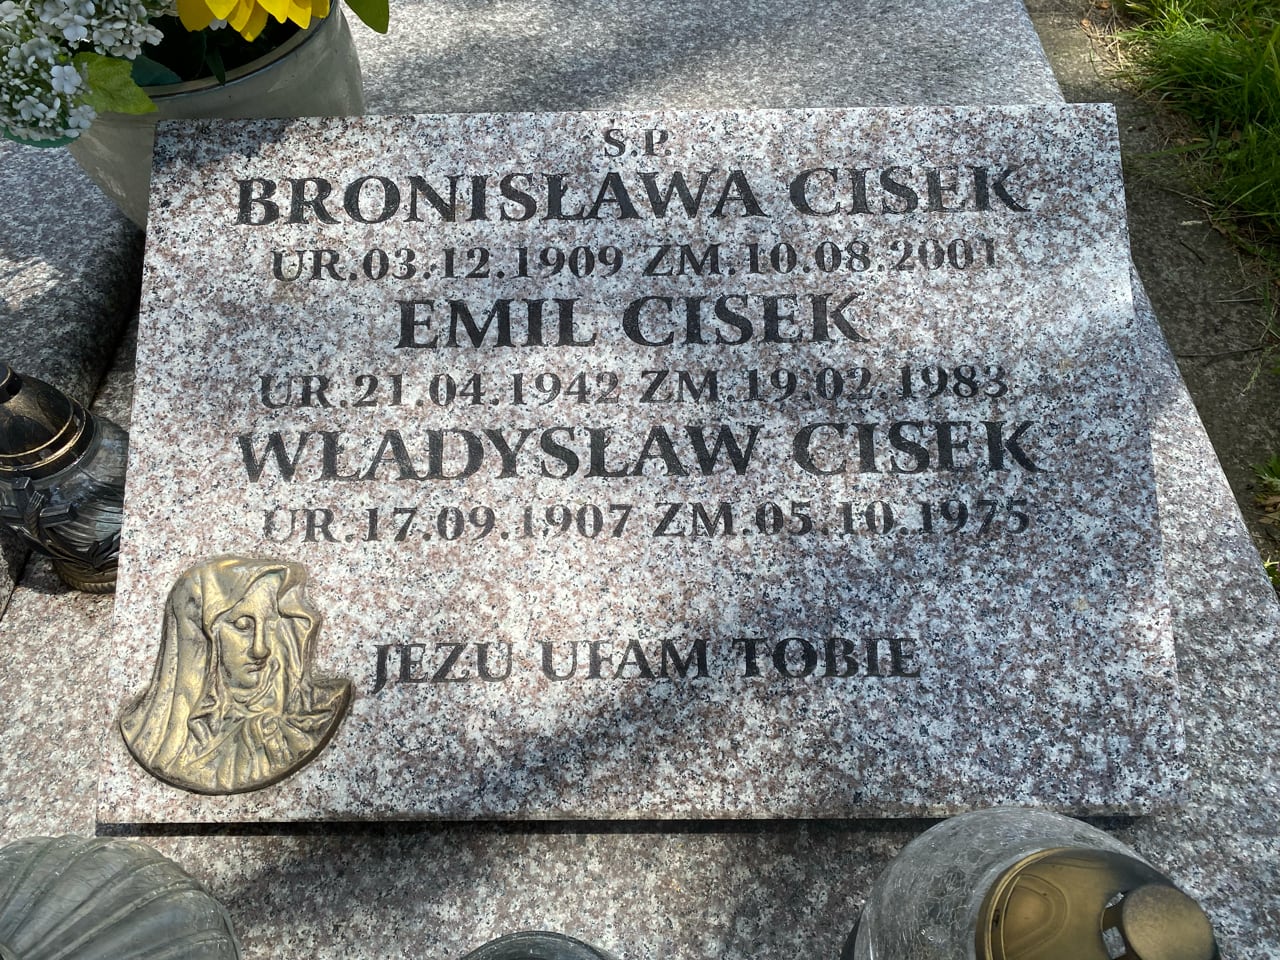 Ś.P.
BRONISŁAWA CISEK
UR.03.12.1909 ZM.10.08.2001
EMIL CISEK
UR.21.04.1942 ZM.19.02.1983
WŁADYSŁAW CISEK
UR.17.09.1907 ZM.05.10.1975
JEZU UFAM TOBIE